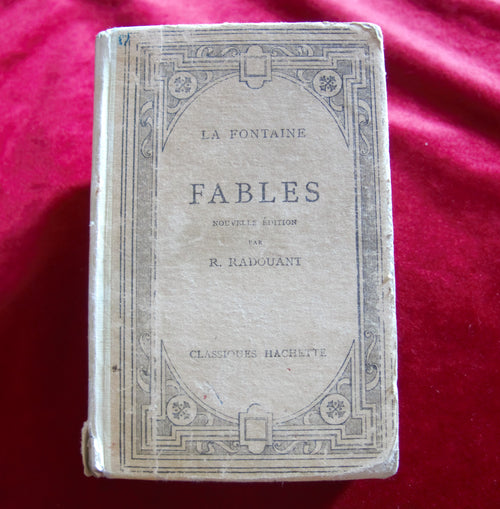 LA FONTAINE
FABLES
NOUVELLE ÉDITION
PAR
R. RADOUANT
CLASSIQUES HACHETTE